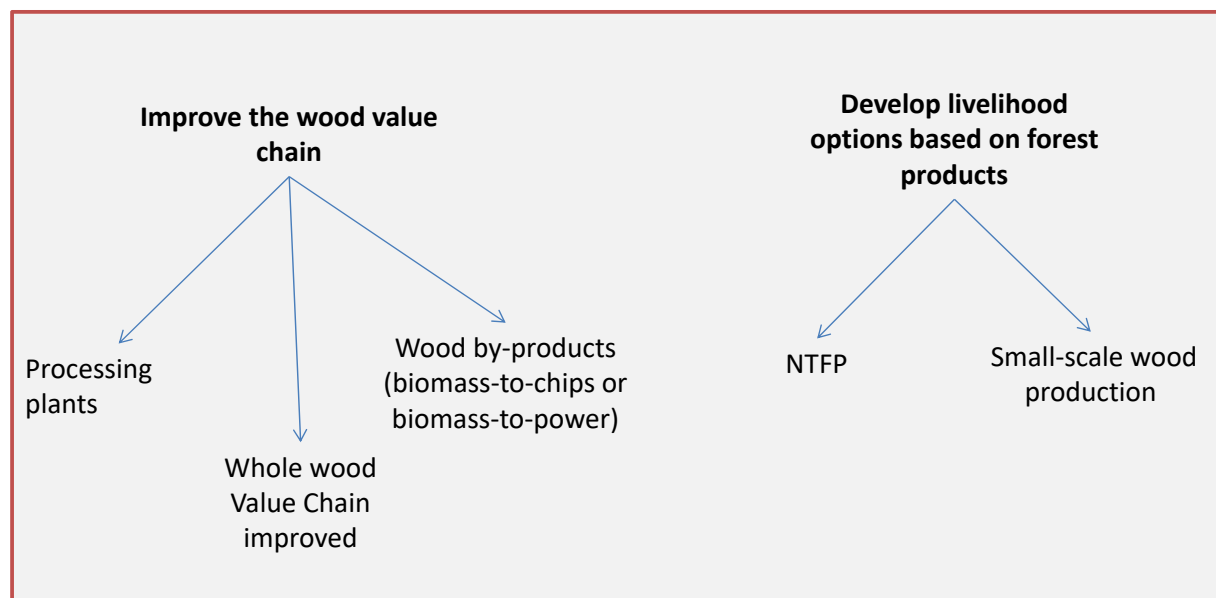 Improve the wood value
chain
Develop livelihood
options based on forest
products
Processing
plants
Whole wood
Value Chain
improved
Wood by-products
(biomass-to-chips or
biomass-to-power)
NTFP
Small-scale wood
production